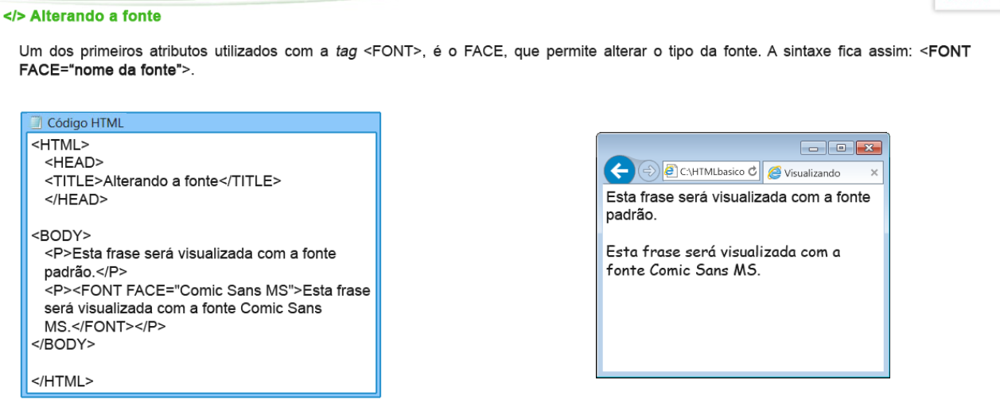 </> Alterando a fonte
Um dos primeiros atributos utilizados com a tag <FONT>, é o FACE, que permite alterar o tipo da fonte. A sintaxe fica assim: <FONT
FACE=“nome da fonte”>.
Código HTML
<HTML>
<HEAD>
<TITLE>Alterando a fonte</TITLE>
</HEAD>
<BODY>
<P>Esta frase será visualizada com a fonte
padrão.</P>
<P><FONT FACE="Comic Sans MS">Esta frase
será visualizada com a fonte Comic Sans
MS.</FONT></P>
</BODY>
</HTML>
C:\HTMLbasico
Visualizando
Esta frase será visualizada com a fonte
padrão.
Esta frase será visualizada com a
fonte Comic Sans MS.